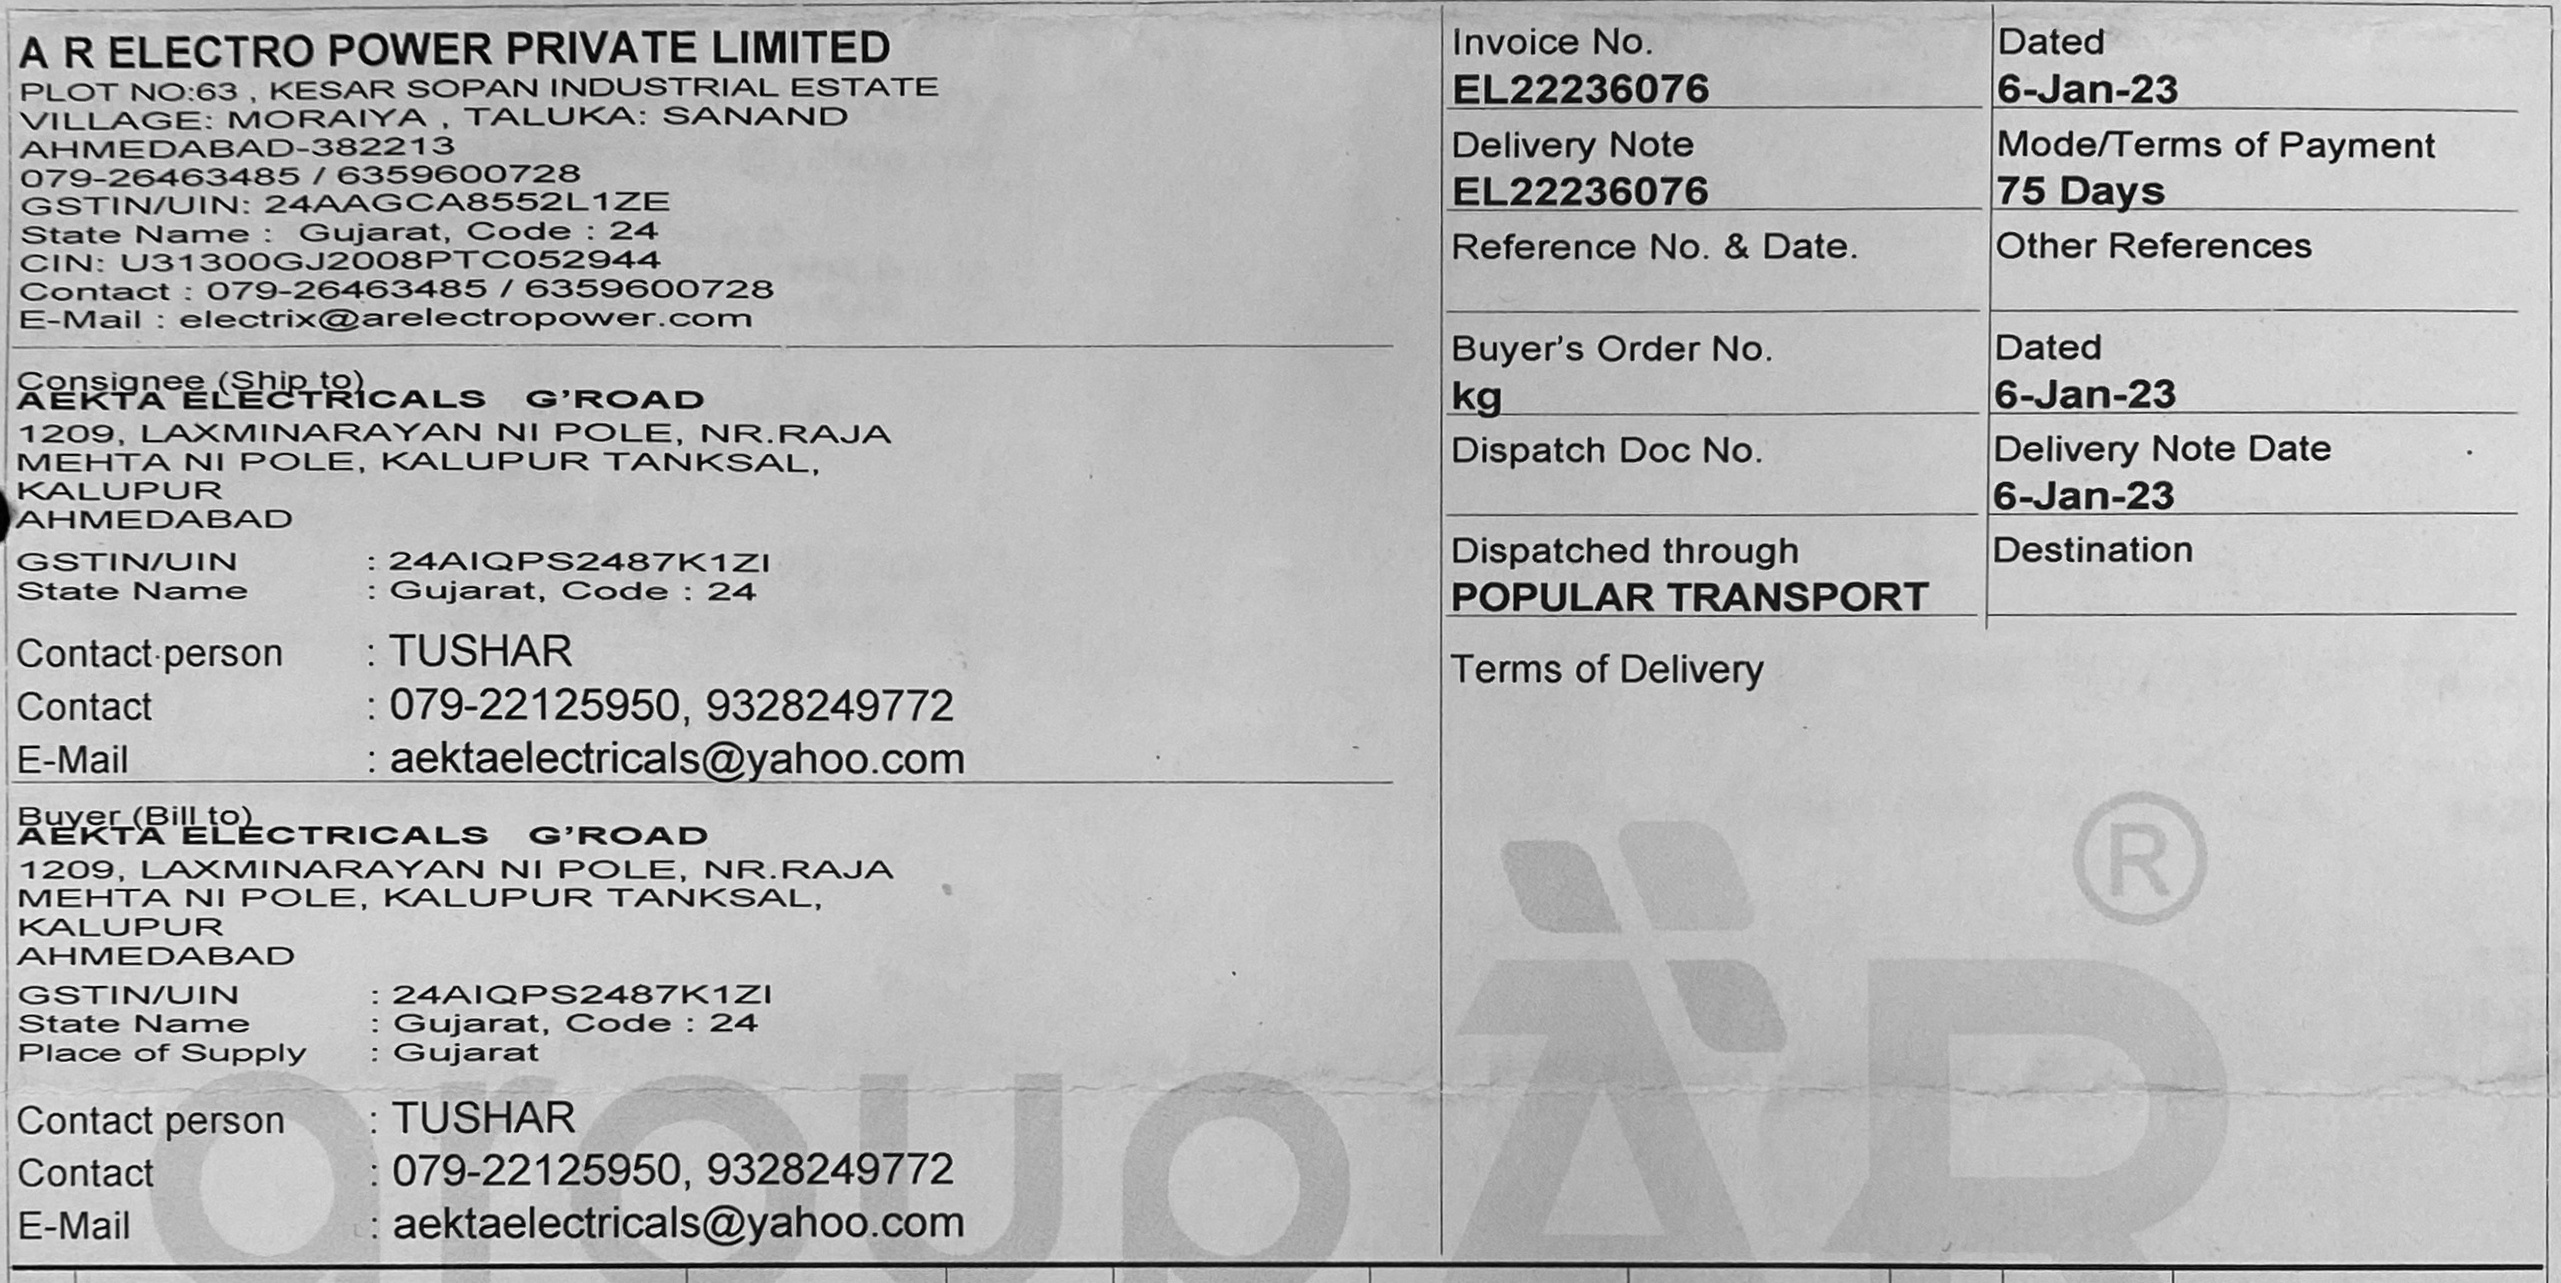 A R ELECTRO POWER PRIVATE LIMITED
PLOT NO:63 , KESAR SOPAN INDUSTRIAL ESTATE
VILLAGE: MORAIYA , TALUKA: SANAND
AHMEDABAD-382213
079-26463485 / 6359600728
GSTIN/UIN: 24AAGCA8552L1ZE
State Name : Gujarat, Code : 24
CIN: U31300GJ2008PTC052944
Contact : 079-26463485 / 6359600728
E-Mail : electrix@arelectropower.com
Consignee (Ship to)
AEKTA ELECTRICALS G'ROAD
1209, LAXMINARAYAN NI POLE, NR.RAJA
MEHTA NI POLE, KALUPUR TANKSAL,
KALUPUR
AHMEDABAD
GSTIN/UIN : 24AIQPS2487K1ZI
State Name : Gujarat, Code : 24
Contact person : TUSHAR
Contact : 079-22125950, 9328249772
E-Mail : aektaelectricals@yahoo.com
Buyer (Bill to)
AEKTA ELECTRICALS G'ROAD
1209, LAXMINARAYAN NI POLE, NR.RAJA
MEHTA NI POLE, KALUPUR TANKSAL,
KALUPUR
AHMEDABAD
GSTIN/UIN : 24AIQPS2487K1ZI
State Name : Gujarat, Code : 24
Place of Supply : Gujarat
Contact person : TUSHAR
Contact : 079-22125950, 9328249772
E-Mail : aektaelectricals@yahoo.com
Invoice No.
EL22236076
Dated
6-Jan-23
Delivery Note
EL22236076
Mode/Terms of Payment
75 Days
Reference No. & Date.
Other References
Buyer's Order No.
kg
Dated
6-Jan-23
Dispatch Doc No.
Delivery Note Date
6-Jan-23
Dispatched through
POPULAR TRANSPORT
Destination
Terms of Delivery
AR ®
group